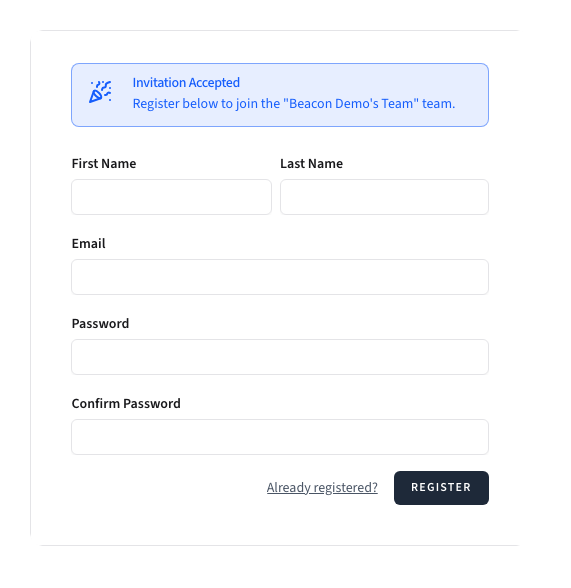 Invitation Accepted
Register below to join the "Beacon Demo's Team" team.
First Name
Last Name
Email
Password
Confirm Password
Already registered?
REGISTER